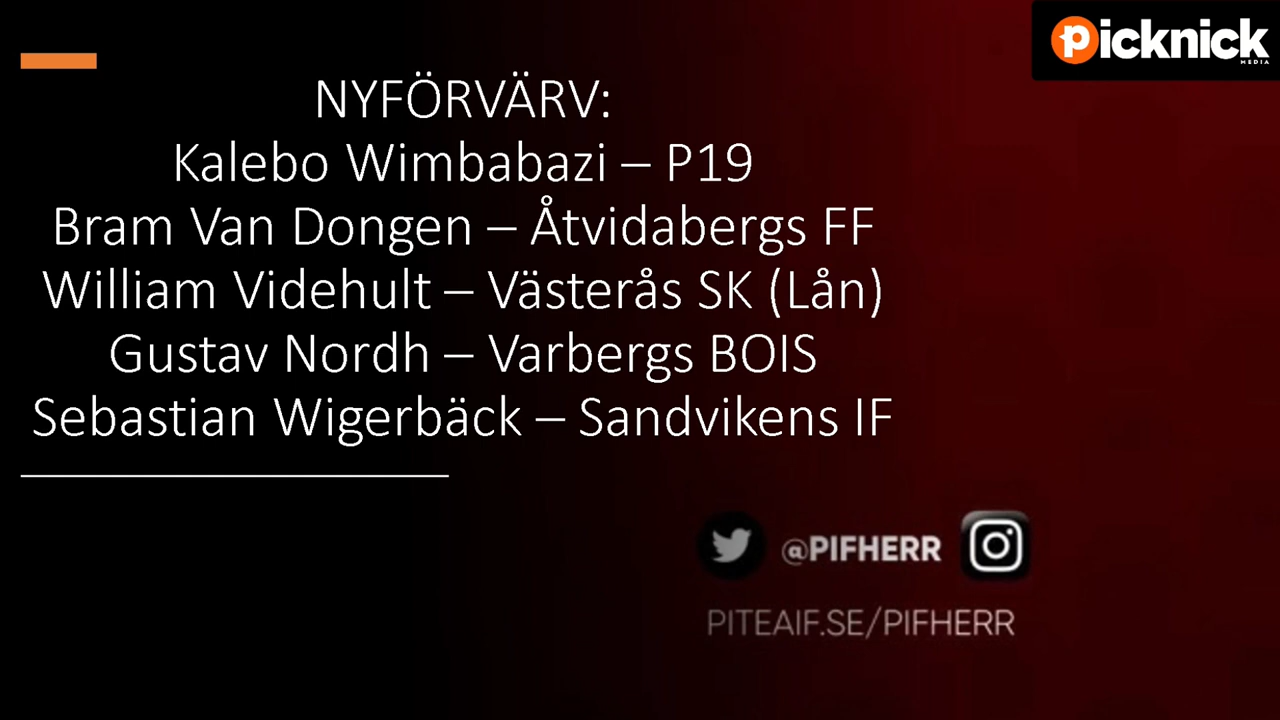 picknick
MEDIA
NYFÖRVÄRV:
Kalebo Wimbabazi – P19
Bram Van Dongen – Åtvidabergs FF
William Videhult – Västerås SK (Lån)
Gustav Nordh – Varbergs BOIS
Sebastian Wigerbäck – Sandvikens IF
@PIFHERR
PITEAIF.SE/PIFHERR